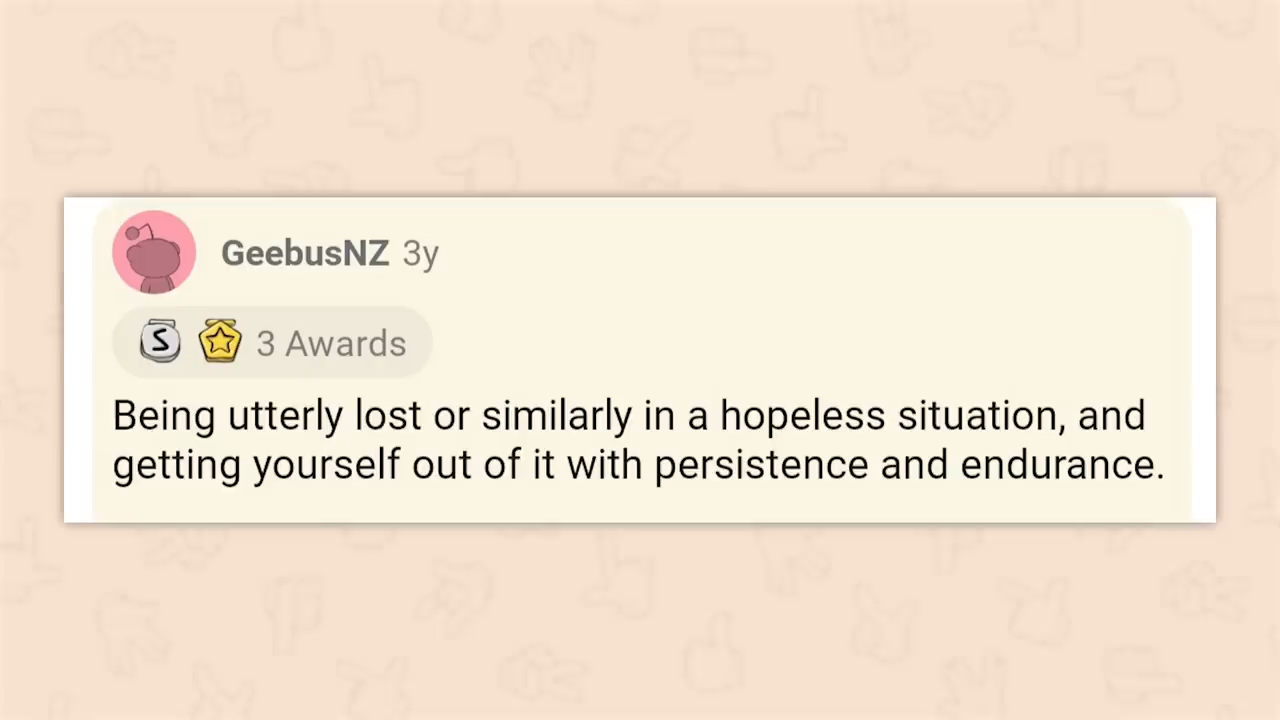 GeebusNZ 3y
S 3 Awards
Being utterly lost or similarly in a hopeless situation, and
getting yourself out of it with persistence and endurance.